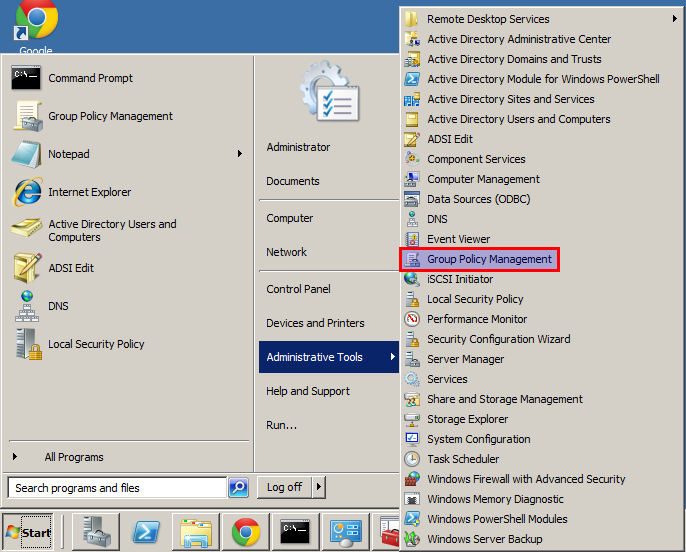 Google
Command Prompt
Group Policy Management
Notepad
Internet Explorer
Active Directory Users and
Computers
ADSI Edit
DNS
Local Security Policy
All Programs
Search programs and files
Administrator
Documents
Computer
Network
Control Panel
Devices and Printers
Administrative Tools
Help and Support
Run...
Log off
Remote Desktop Services
Active Directory Administrative Center
Active Directory Domains and Trusts
Active Directory Module for Windows PowerShell
Active Directory Sites and Services
Active Directory Users and Computers
ADSI Edit
Component Services
Computer Management
Data Sources (ODBC)
DNS
Event Viewer
Group Policy Management
iSCSI Initiator
Local Security Policy
Performance Monitor
Security Configuration Wizard
Server Manager
Services
Share and Storage Management
Storage Explorer
System Configuration
Task Scheduler
Windows Firewall with Advanced Security
Windows Memory Diagnostic
Windows PowerShell Modules
Windows Server Backup
Start